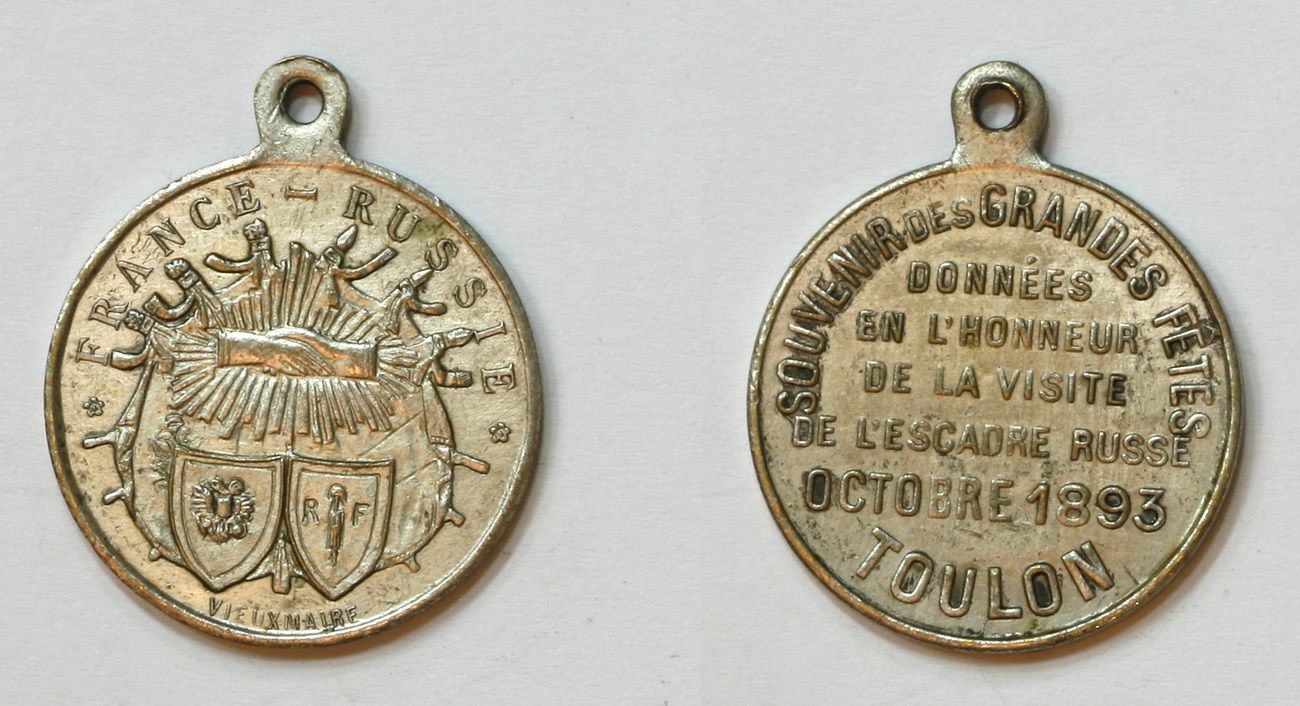 FRANCE - RUSSIE
R F
VIEUXMAIRE
SOUVENIR DES GRANDES FÊTES
DONNÉES
EN L'HONNEUR
DE LA VISITE
DE L'ESCADRE RUSSE
OCTOBRE 1893
TOULON